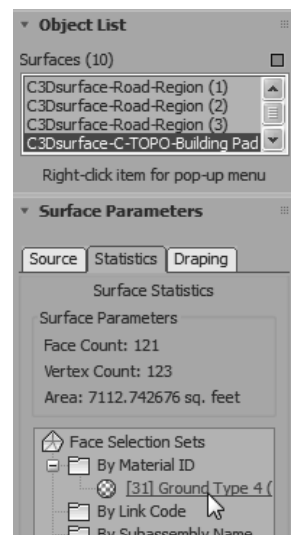 Object List
Surfaces (10)
C3Dsurface-Road-Region (1)
C3Dsurface-Road-Region (2)
C3Dsurface-Road-Region (3)
C3Dsurface-C-TOPO-Building Pad
Right-click item for pop-up menu
Surface Parameters
Source Statistics Draping
Surface Statistics
Surface Parameters
Face Count: 121
Vertex Count: 123
Area: 7112.742676 sq. feet
Face Selection Sets
By Material ID
[31] Ground Type 4 (
By Link Code
By Subassembly Name